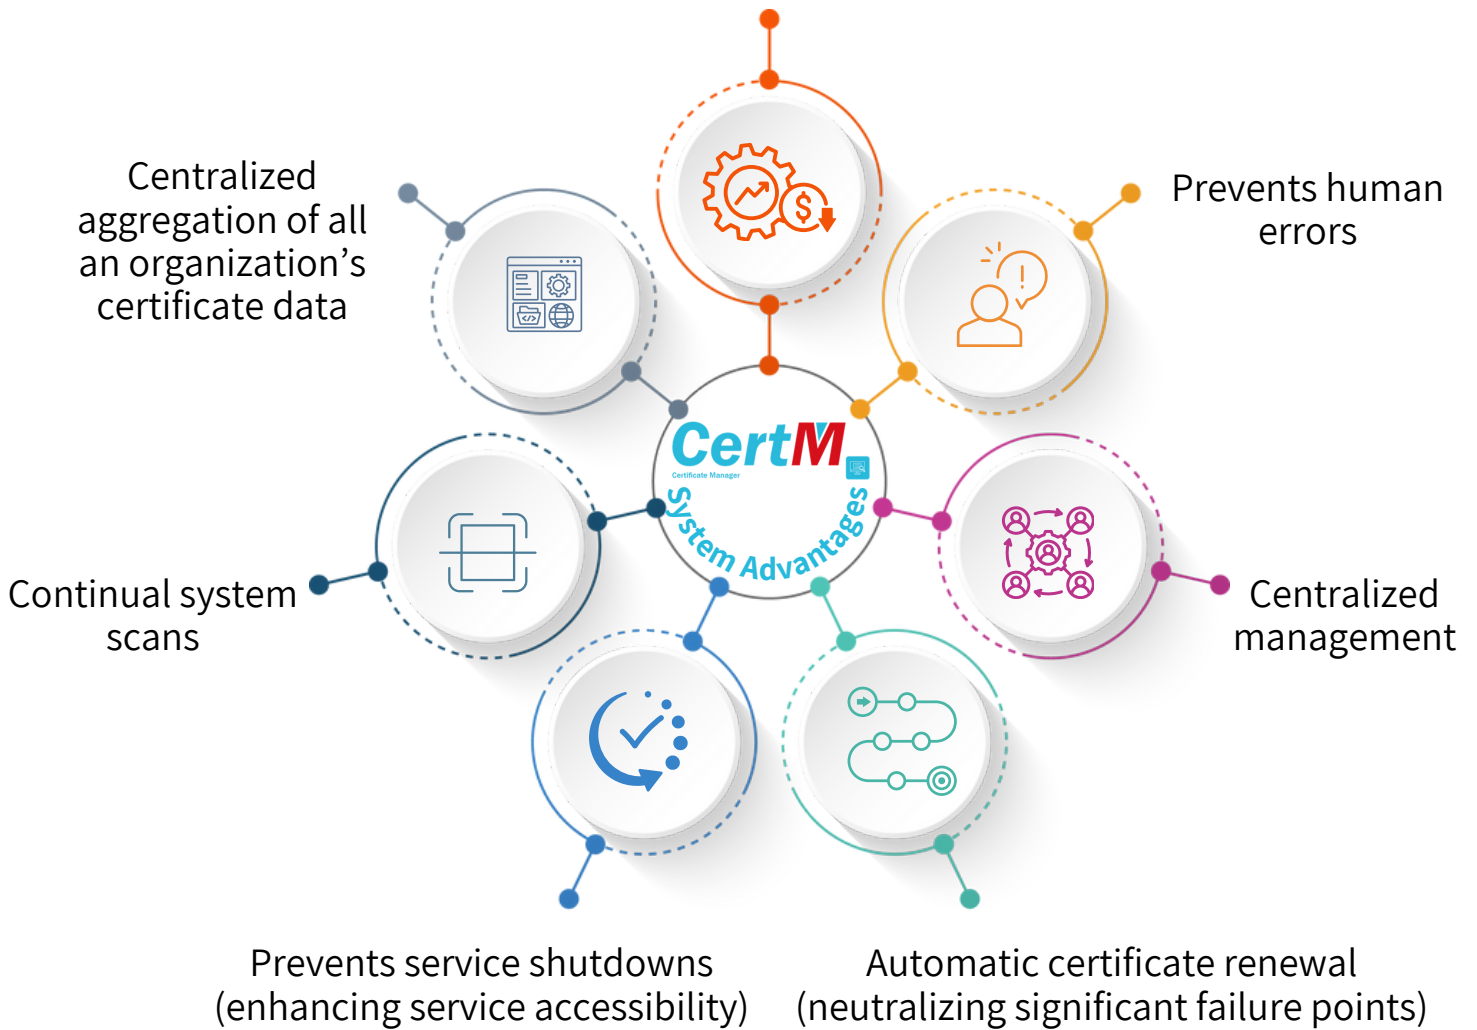 Centralized
aggregation of all
an organization's
certificate data
Prevents human
errors
CertM
Certificate Manager
System Advantages
Continual system
scans
Centralized
management
Prevents service shutdowns
(enhancing service accessibility)
Automatic certificate renewal
(neutralizing significant failure points)
$